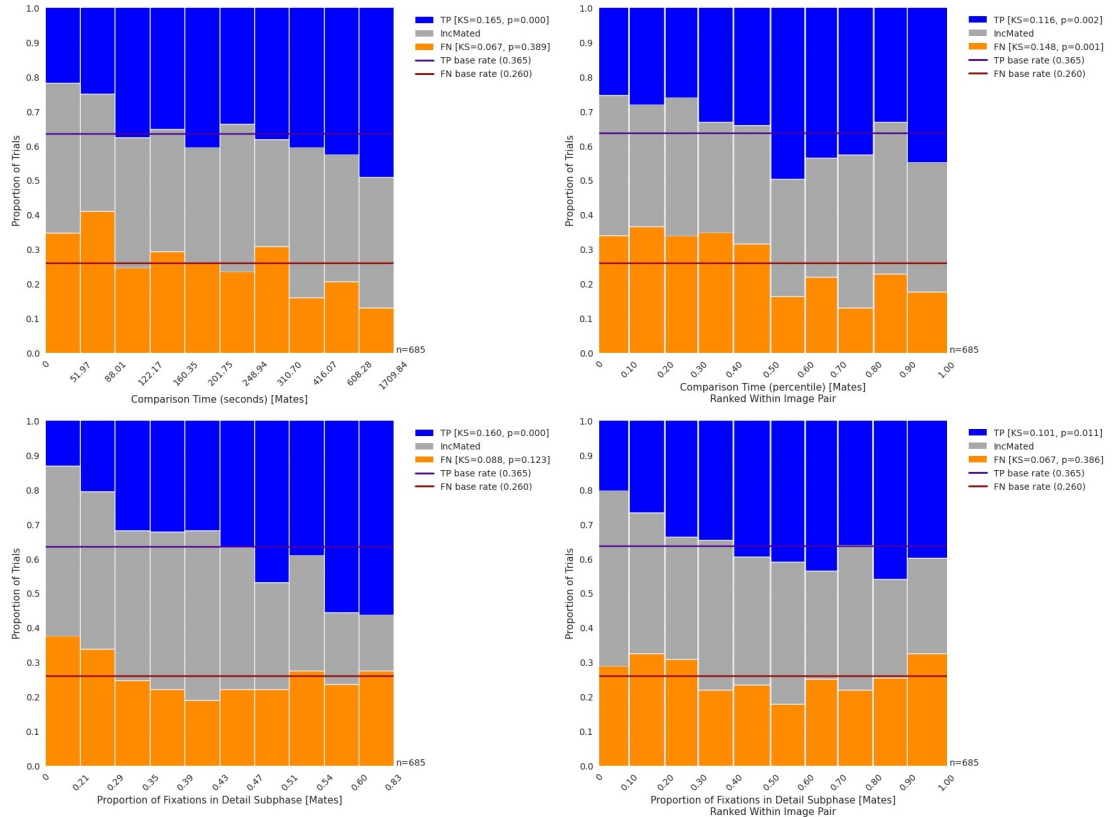 1.0
0.9
0.8
0.7
0.6
0.5
0.4
0.3
0.2
0.1
0.0
Proportion of Trials
0
51.97
88.01
122.17
160.35
201.75
248.94
310.70
416.07
608.28
1709.84
Comparison Time (seconds) [Mates]
n=685
TP [KS=0.165, p=0.000]
IncMated
FN [KS=0.067, p=0.389]
TP base rate (0.365)
FN base rate (0.260)
1.0
0.9
0.8
0.7
0.6
0.5
0.4
0.3
0.2
0.1
0.0
Proportion of Trials
0
0.10
0.20
0.30
0.40
0.50
0.60
0.70
0.80
0.90
1.00
Comparison Time (percentile) [Mates]
Ranked Within Image Pair
n=685
TP [KS=0.116, p=0.002]
IncMated
FN [KS=0.148, p=0.001]
TP base rate (0.365)
FN base rate (0.260)
1.0
0.9
0.8
0.7
0.6
0.5
0.4
0.3
0.2
0.1
0.0
Proportion of Trials
0
0.21
0.29
0.35
0.39
0.43
0.47
0.51
0.54
0.60
0.83
Proportion of Fixations in Detail Subphase [Mates]
n=685
TP [KS=0.160, p=0.000]
IncMated
FN [KS=0.088, p=0.123]
TP base rate (0.365)
FN base rate (0.260)
1.0
0.9
0.8
0.7
0.6
0.5
0.4
0.3
0.2
0.1
0.0
Proportion of Trials
0
0.10
0.20
0.30
0.40
0.50
0.60
0.70
0.80
0.90
1.00
Proportion of Fixations in Detail Subphase [Mates]
Ranked Within Image Pair
n=685
TP [KS=0.101, p=0.011]
IncMated
FN [KS=0.067, p=0.386]
TP base rate (0.365)
FN base rate (0.260)